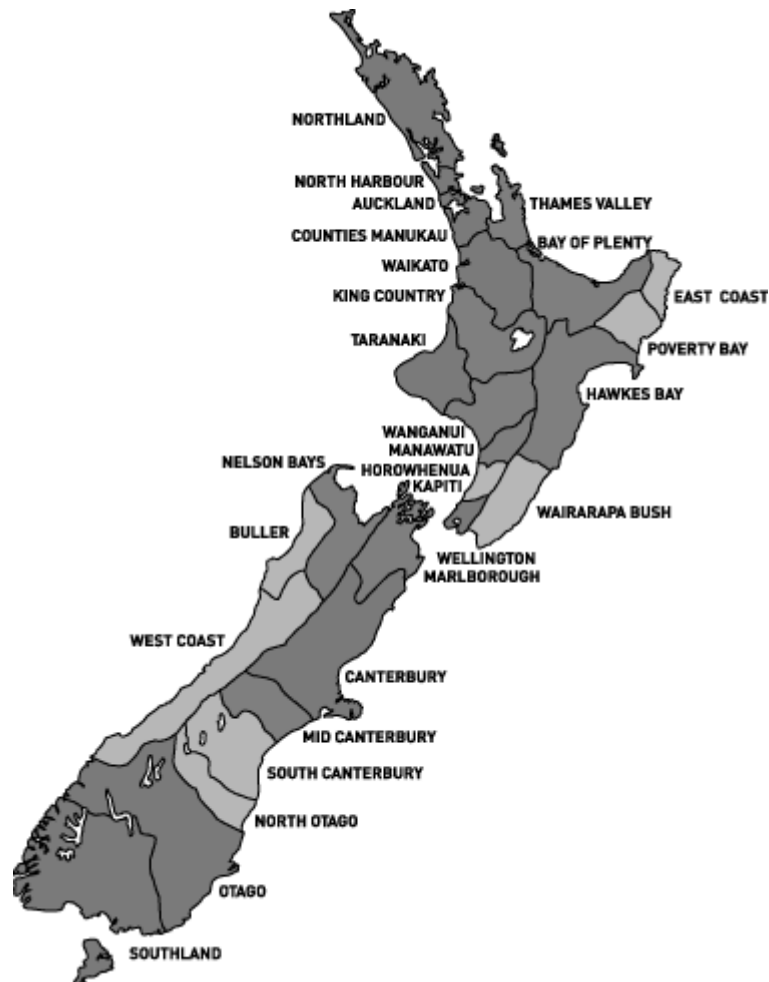 NORTHLAND
NORTH HARBOUR
AUCKLAND
THAMES VALLEY
COUNTIES MANUKAU
BAY OF PLENTY
WAIKATO
KING COUNTRY
EAST COAST
TARANAKI
POVERTY BAY
HAWKES BAY
WANGANUI
MANAWATU
NELSON BAYS
HOROWHENUA
KAPITI
WAIRARAPA BUSH
BULLER
WELLINGTON
MARLBOROUGH
WEST COAST
CANTERBURY
MID CANTERBURY
SOUTH CANTERBURY
NORTH OTAGO
OTAGO
SOUTHLAND